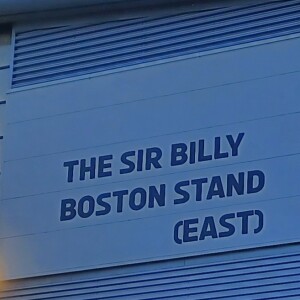 THE SIR BILLY
BOSTON STAND
(EAST)